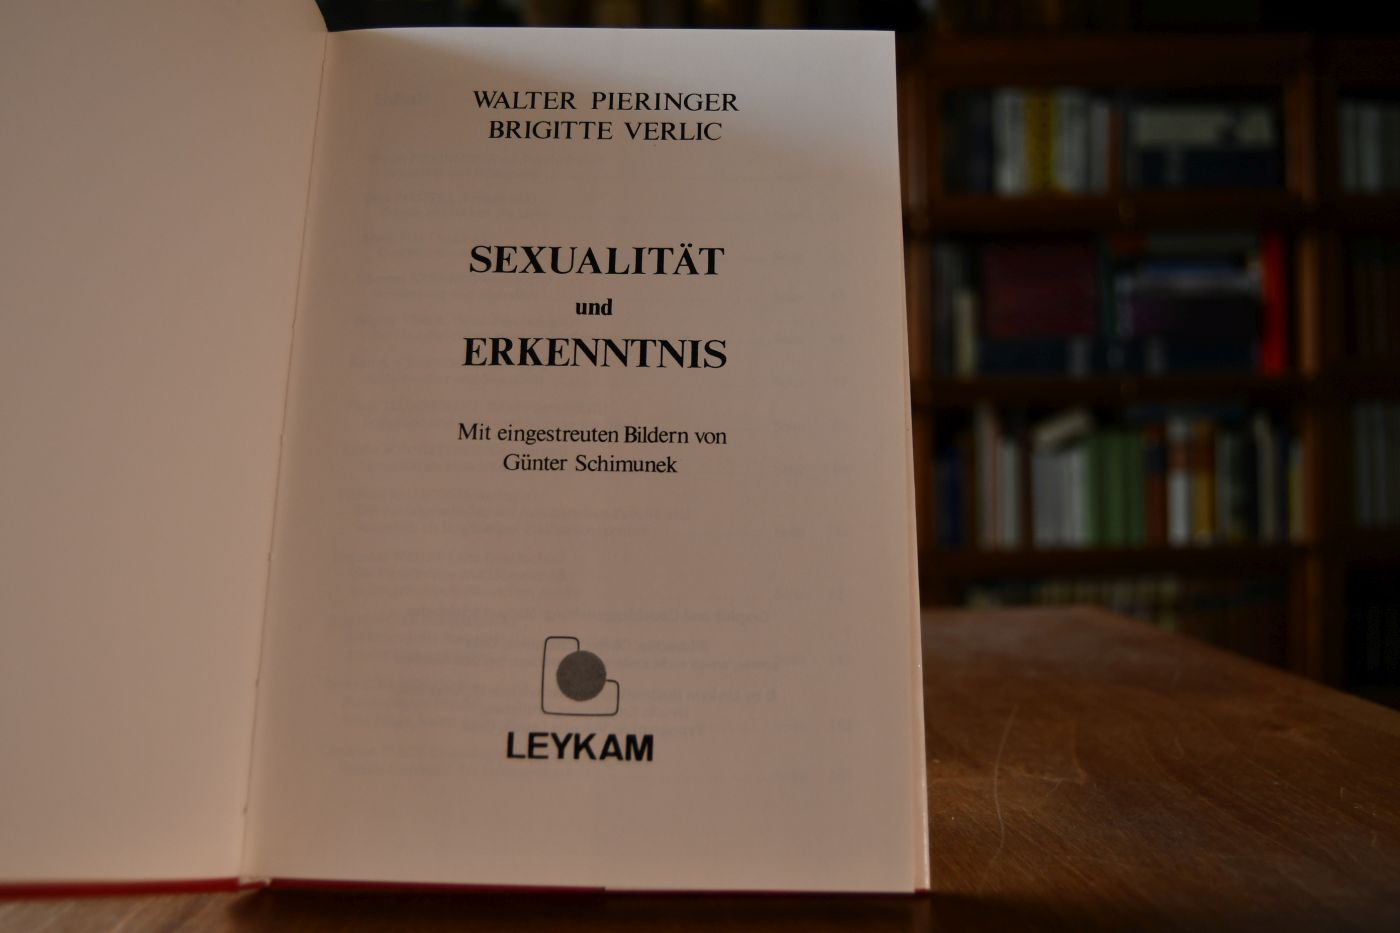 WALTER PIERINGER
BRIGITTE VERLIC
SEXUALITÄT
und
ERKENNTNIS
Mit eingestreuten Bildern von
Günter Schimunek
LEYKAM